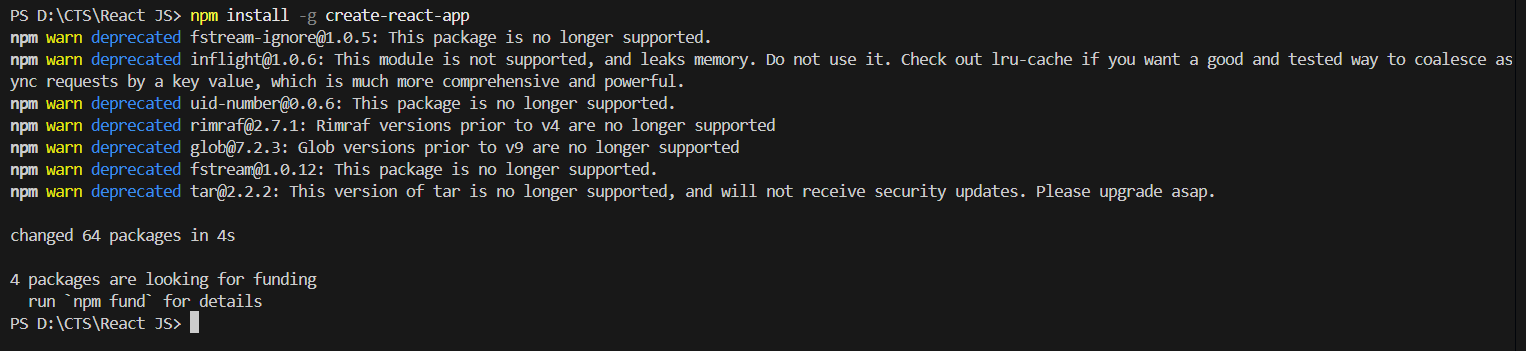 PS D:\CTS\React JS> npm install -g create-react-app
npm warn deprecated fstream-ignore@1.0.5: This package is no longer supported.
npm warn deprecated inflight@1.0.6: This module is not supported, and leaks memory. Do not use it. Check out lru-cache if you want a good and tested way to coalesce as
ync requests by a key value, which is much more comprehensive and powerful.
npm warn deprecated uid-number@0.0.6: This package is no longer supported.
npm warn deprecated rimraf@2.7.1: Rimraf versions prior to v4 are no longer supported
npm warn deprecated glob@7.2.3: Glob versions prior to v9 are no longer supported
npm warn deprecated fstream@1.0.12: This package is no longer supported.
npm warn deprecated tar@2.2.2: This version of tar is no longer supported, and will not receive security updates. Please upgrade asap.
changed 64 packages in 4s
4 packages are looking for funding
  run `npm fund` for details
PS D:\CTS\React JS>